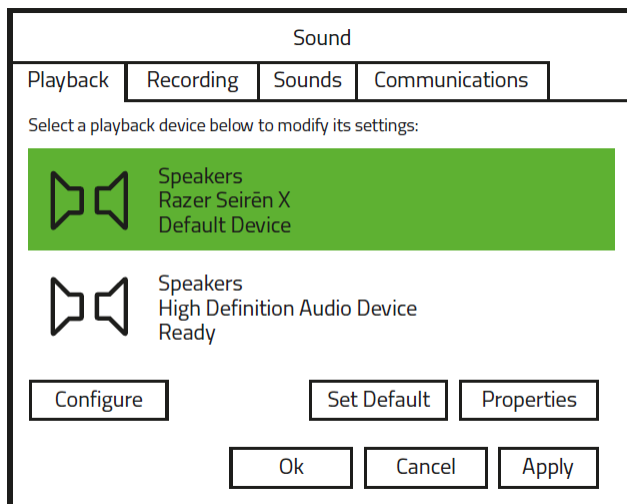 Sound
Playback Recording Sounds Communications
Select a playback device below to modify its settings:
Speakers
Razer Seirēn X
Default Device
Speakers
High Definition Audio Device
Ready
Configure Set Default Properties
Ok Cancel Apply